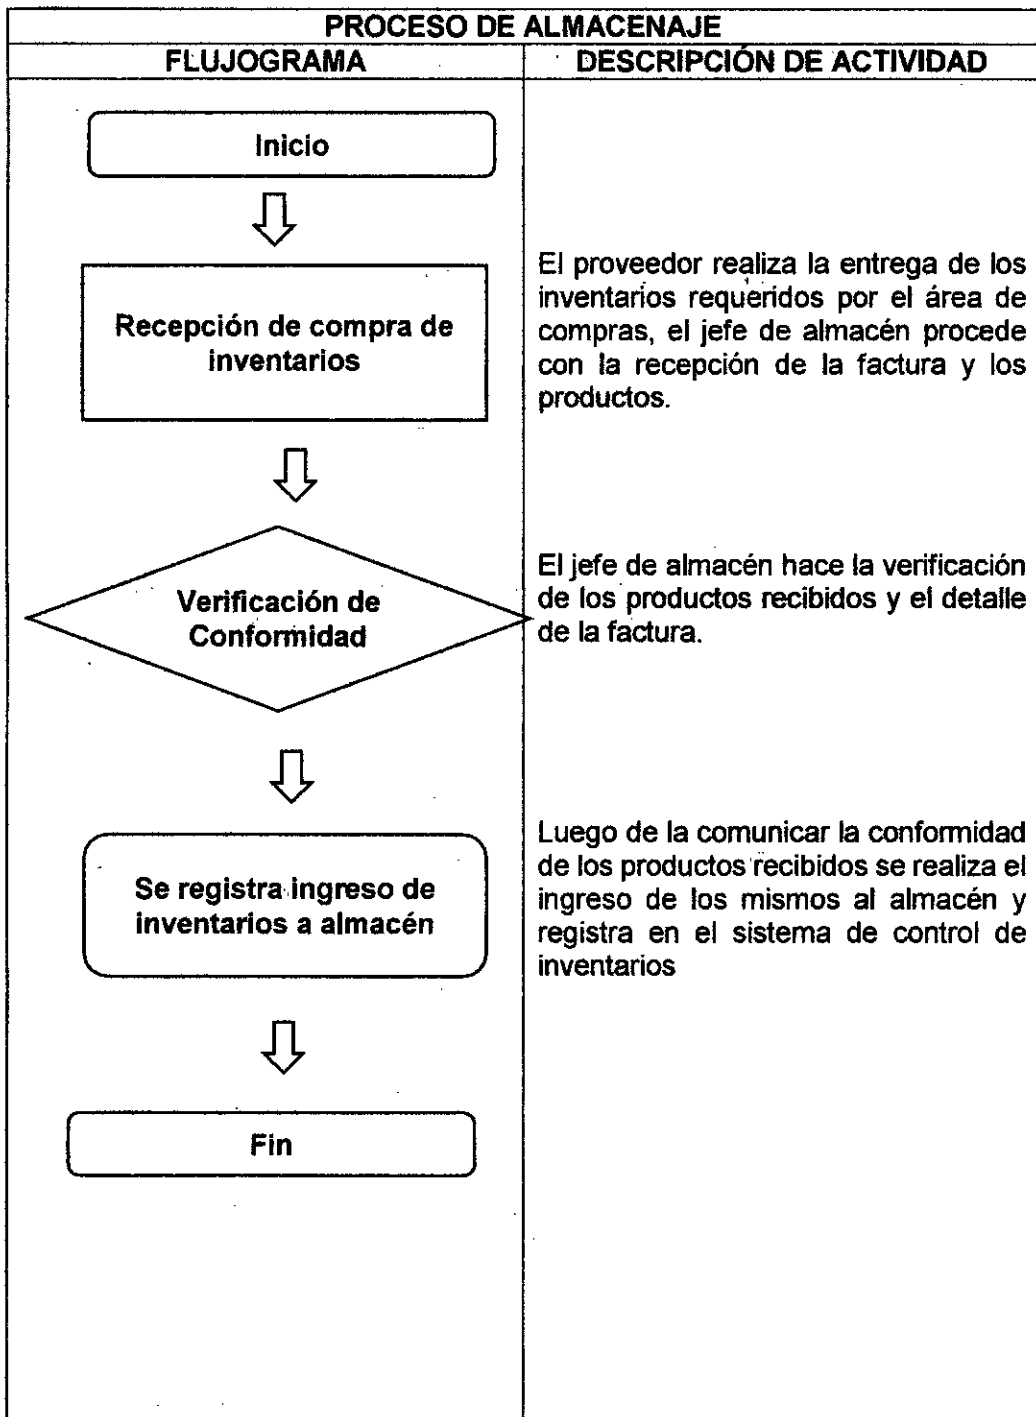 PROCESO DE ALMACENAJE
FLUJOGRAMA
DESCRIPCIÓN DE ACTIVIDAD
Inicio
Recepción de compra de
inventarios
El proveedor realiza la entrega de los
inventarios requeridos por el área de
compras, el jefe de almacén procede
con la recepción de la factura y los
productos.
Verificación de
Conformidad
El jefe de almacén hace la verificación
de los productos recibidos y el detalle
de la factura.
Se registra ingreso de
inventarios a almacén
Luego de la comunicar la conformidad
de los productos recibidos se realiza el
ingreso de los mismos al almacén y
registra en el sistema de control de
inventarios
Fin